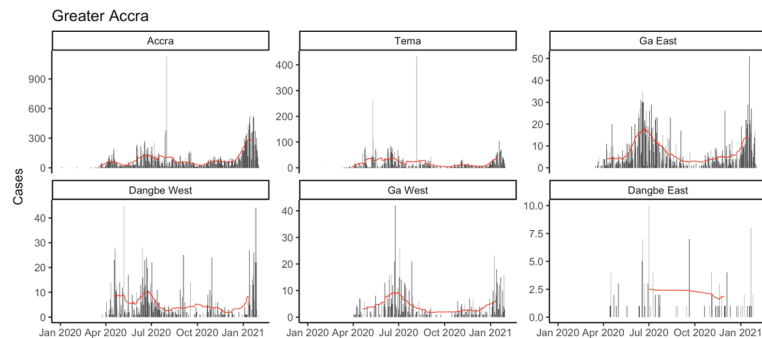 Greater Accra
Accra
Tema
Ga East
900
600
300
0
400
300
200
100
0
50
40
30
20
10
0
Cases
Dangbe West
Ga West
Dangbe East
40
30
20
10
0
40
30
20
10
0
10.0
7.5
5.0
2.5
0.0
Jan 2020 Apr 2020 Jul 2020 Oct 2020 Jan 2021
Jan 2020 Apr 2020 Jul 2020 Oct 2020 Jan 2021
Jan 2020 Apr 2020 Jul 2020 Oct 2020 Jan 2021